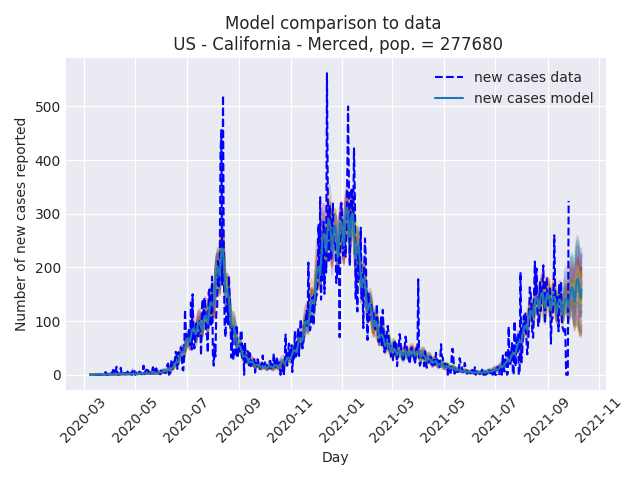 Model comparison to data
US - California - Merced, pop. = 277680
new cases data
new cases model
Number of new cases reported
500
400
300
200
100
0
2020-03
2020-05
2020-07
2020-09
2020-11
2021-01
2021-03
2021-05
2021-07
2021-09
2021-11
Day